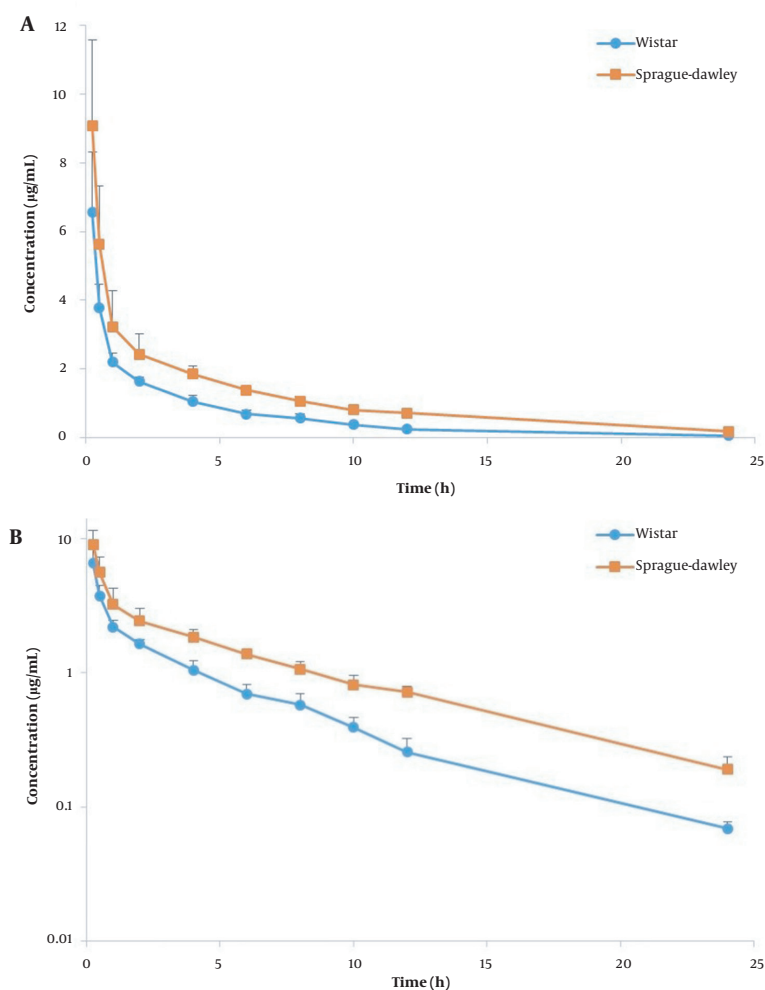 A
Wistar
Sprague-dawley
12
10
8
6
4
2
0
Concentration (µg/mL)
0
5
10
15
20
25
Time (h)
B
Wistar
Sprague-dawley
10
1
0.1
0.01
Concentration (µg/mL)
0
5
10
15
20
25
Time (h)